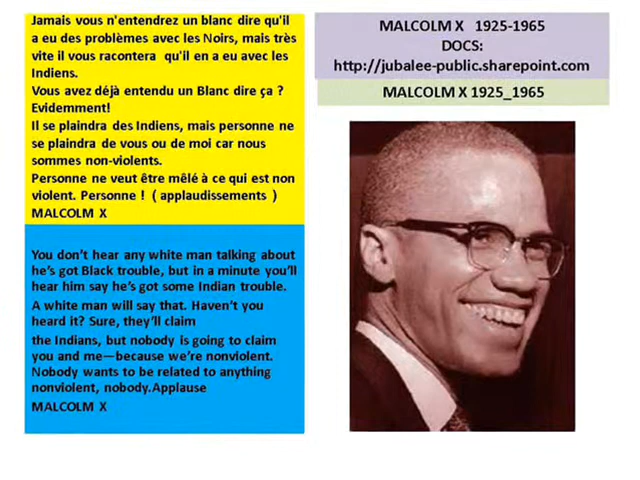 Jamais vous n'entendrez un blanc dire qu'il
a eu des problèmes avec les Noirs, mais très
vite il vous racontera qu'il en a eu avec les
Indiens.
Vous avez déjà entendu un Blanc dire ça ?
Evidemment!
Il se plaindra des Indiens, mais personne ne
se plaindra de vous ou de moi car nous
sommes non-violents.
Personne ne veut être mêlé à ce qui est non
violent. Personne ! ( applaudissements )
MALCOLM X
You don't hear any white man talking about
he's got Black trouble, but in a minute you'll
hear him say he's got some Indian trouble.
A white man will say that. Haven't you
heard it? Sure, they'll claim
the Indians, but nobody is going to claim
you and me—because we're nonviolent.
Nobody wants to be related to anything
nonviolent, nobody.Applause
MALCOLM X
MALCOLM X 1925-1965
DOCS:
http://jubalee-public.sharepoint.com
MALCOLM X 1925_1965